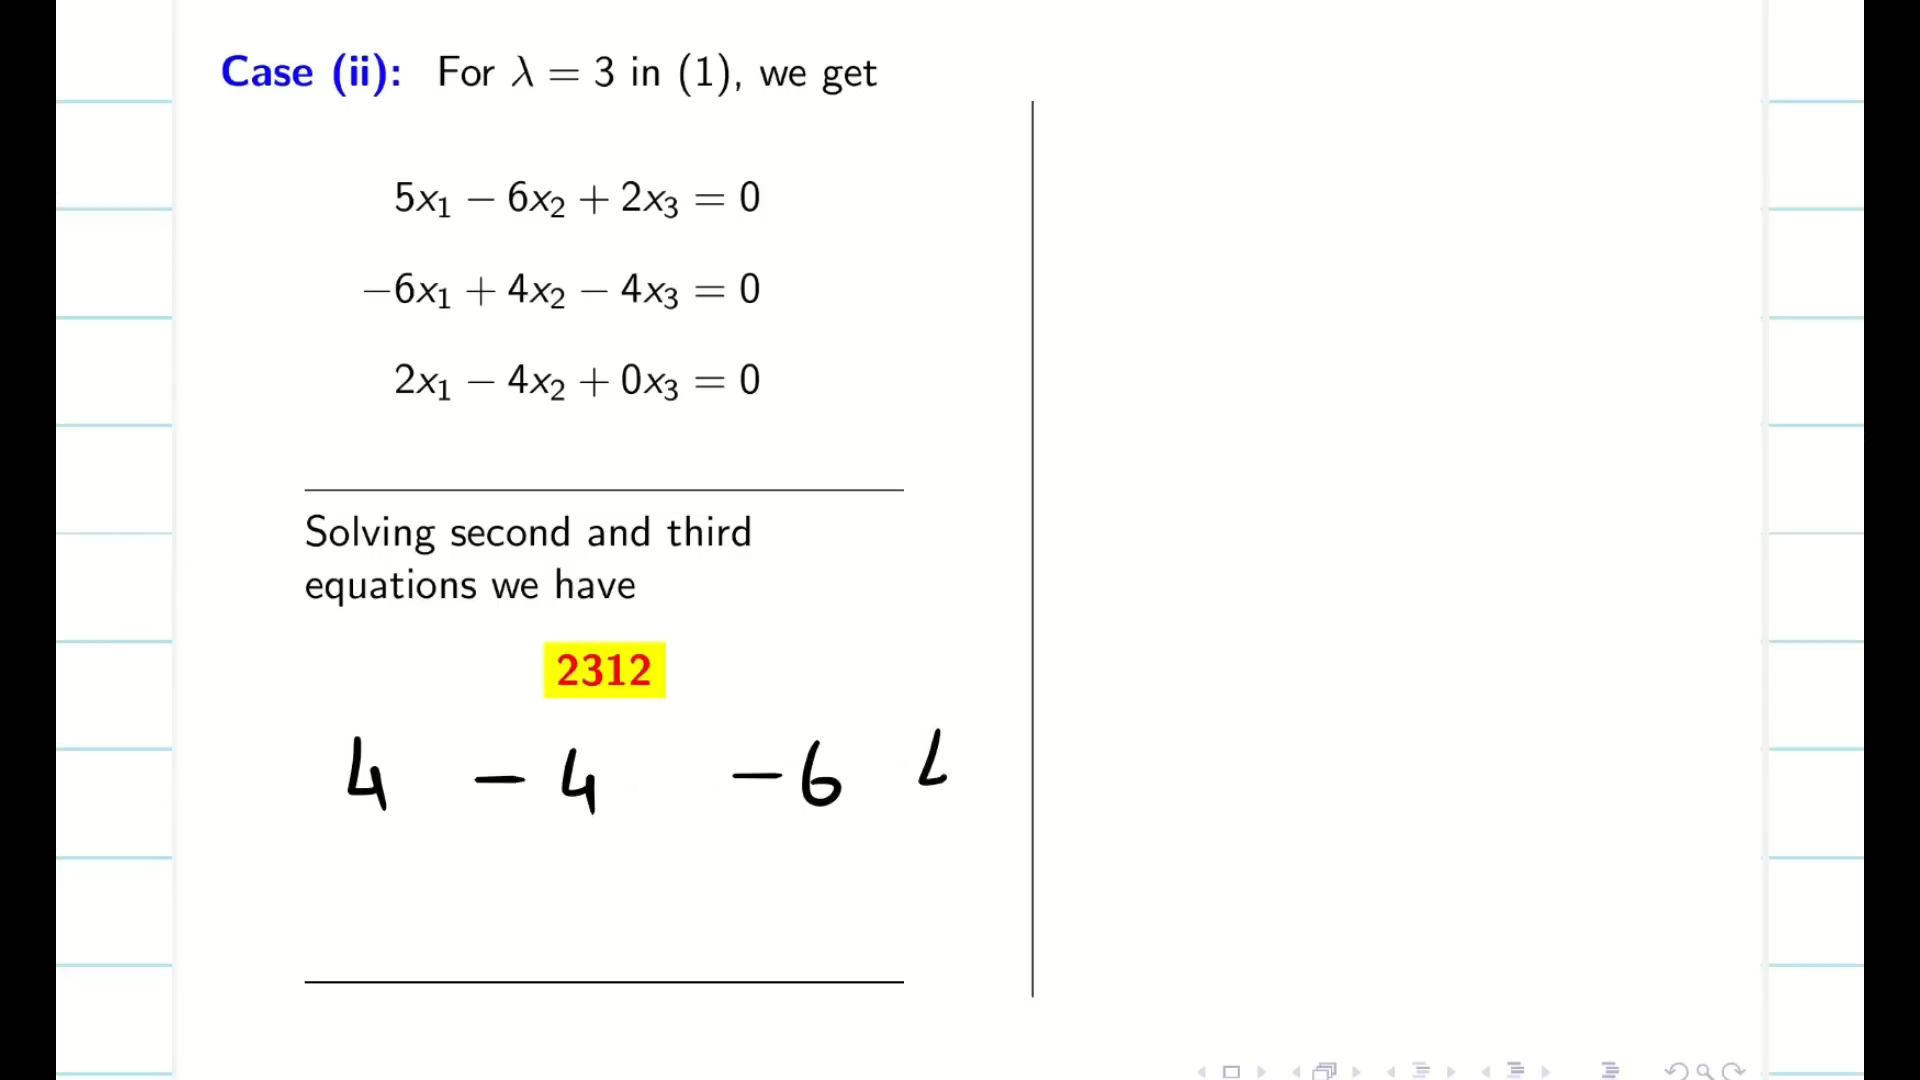 Case (ii): For λ = 3 in (1), we get
5x₁ − 6x₂ + 2x₃ = 0
−6x₁ + 4x₂ − 4x₃ = 0
2x₁ − 4x₂ + 0x₃ = 0
Solving second and third
equations we have
2312
4 − 4 − 6